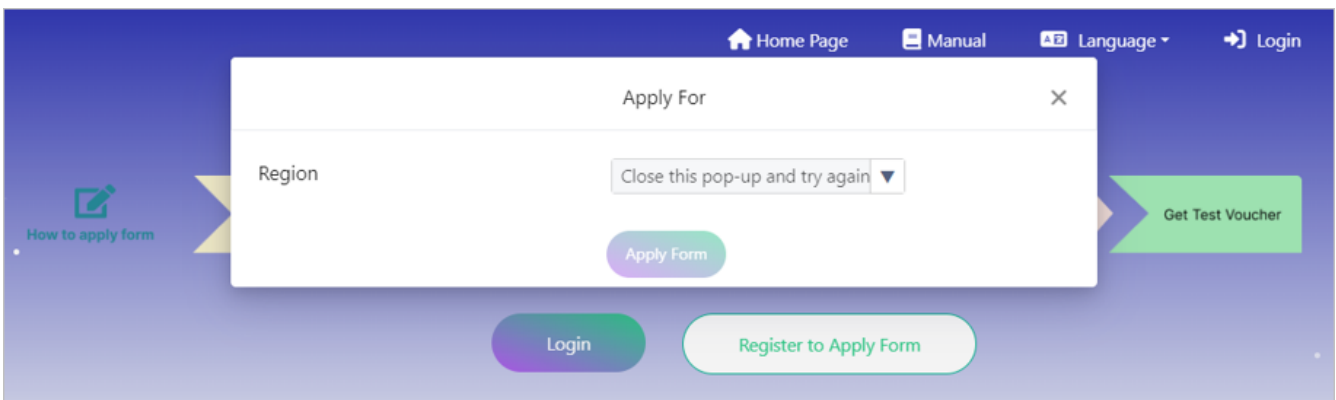 Home Page
Manual
Language
Login
Apply For
Region
Close this pop-up and try again
Apply Form
How to apply form
Get Test Voucher
Login
Register to Apply Form